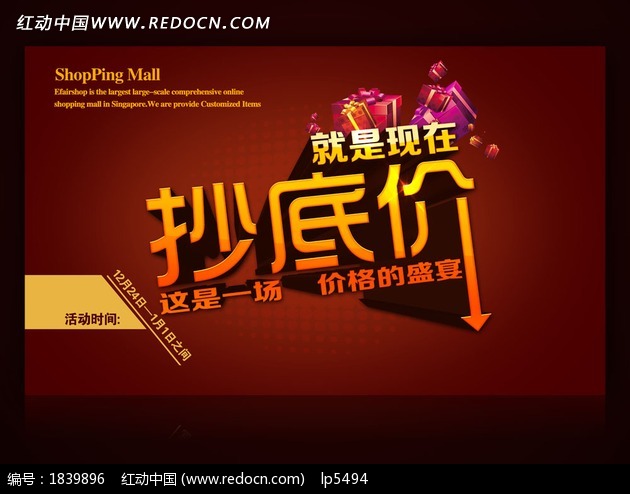 红动中国WWW.REDOCN.COM
ShopPing Mall
Efairshop is the largest large-scale comprehensive online
shopping mall in Singapore.We are provide Customized Items
就是现在
抄底价
这是一场 价格的盛宴
12月24日—1月1日之间
活动时间:
编号：1839896 红动中国 (www.redocn.com) lp5494